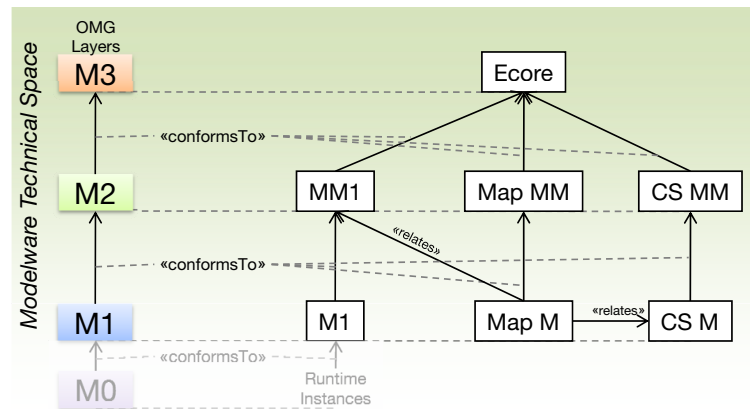 Modelware Technical Space
OMG
Layers
M3
Ecore
«conformsTo»
M2
MM1
Map MM
CS MM
«relates»
«conformsTo»
M1
M1
Map M
«relates»
CS M
«conformsTo»
M0
Runtime
Instances